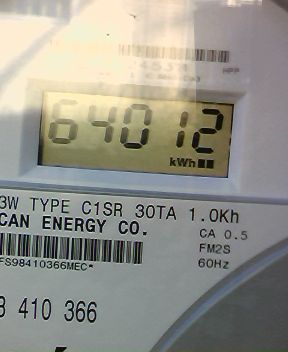 64012
kWh
3W TYPE C1SR 30TA 1.0Kh
CAN ENERGY CO.
CA 0.5
FM2S
FS98410366MEC*
60Hz
410 366